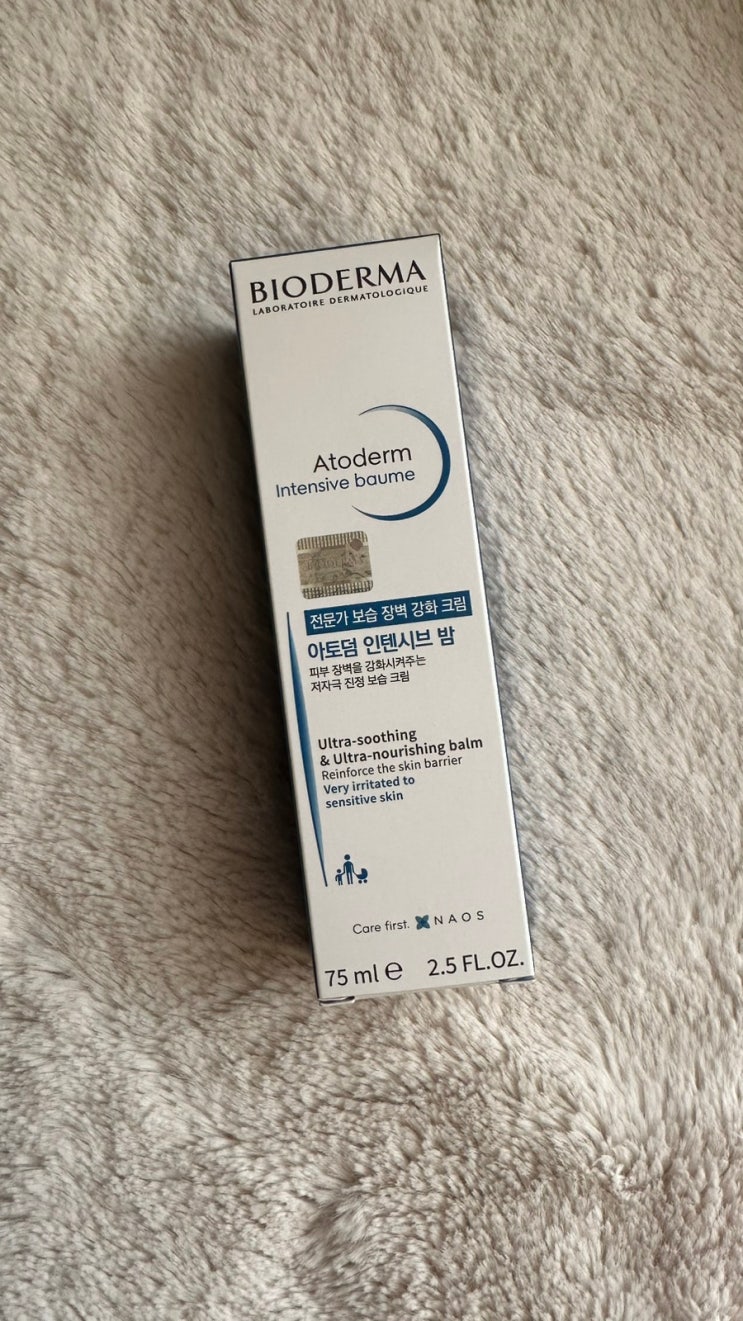 BIODERMA
LABORATOIRE DERMATOLOGIQUE
Atoderm
Intensive baume
전문가 보습 장벽 강화 크림
아토덤 인텐시브 밤
피부 장벽을 강화시켜주는
저자극 진정 보습 크림
Ultra-soothing
& Ultra-nourishing balm
Reinforce the skin barrier
Very irritated to
sensitive skin
Care first. NAOS
75 ml e 2.5 FL.OZ.